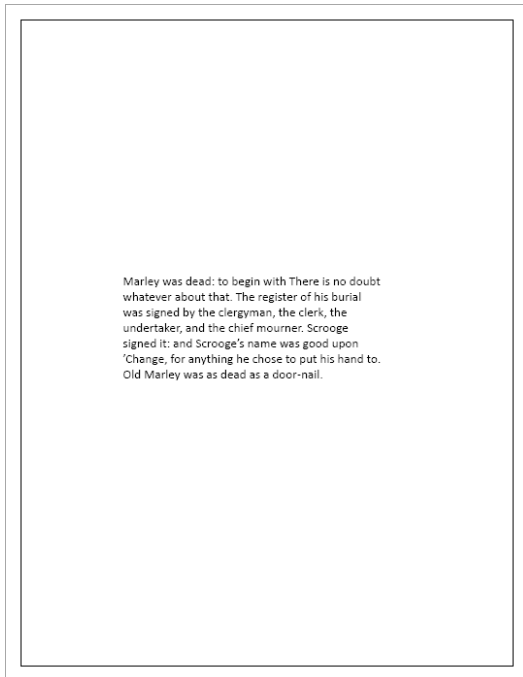 Marley was dead: to begin with There is no doubt
whatever about that. The register of his burial
was signed by the clergyman, the clerk, the
undertaker, and the chief mourner. Scrooge
signed it: and Scrooge’s name was good upon
’Change, for anything he chose to put his hand to.
Old Marley was as dead as a door-nail.